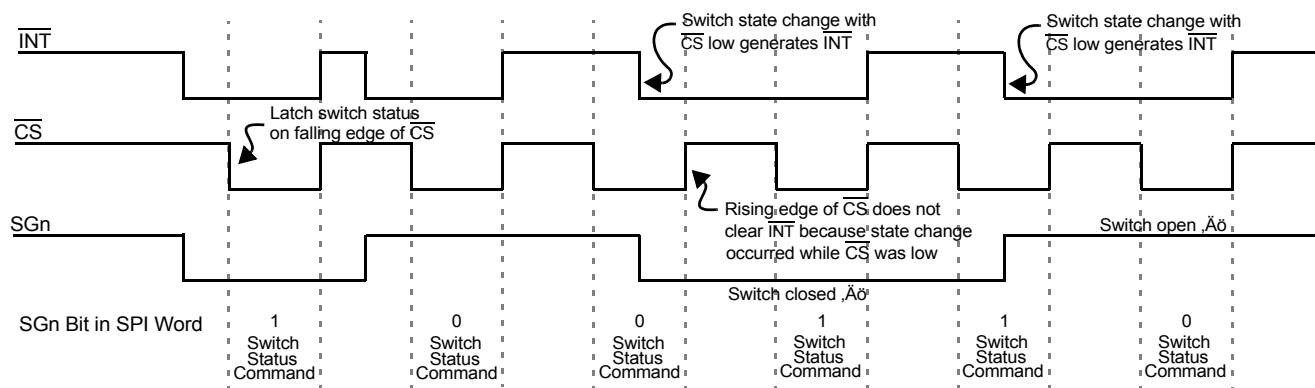 INT
Switch state change with
CS low generates INT
Switch state change with
CS low generates INT
CS
Latch switch status
on falling edge of CS
SGn
Rising edge of CS does not
clear INT because state change
occurred while CS was low
Switch open ‚Äö
Switch closed ‚Äö
SGn Bit in SPI Word
1
Switch
Status
Command
0
Switch
Status
Command
0
Switch
Status
Command
1
Switch
Status
Command
1
Switch
Status
Command
0
Switch
Status
Command